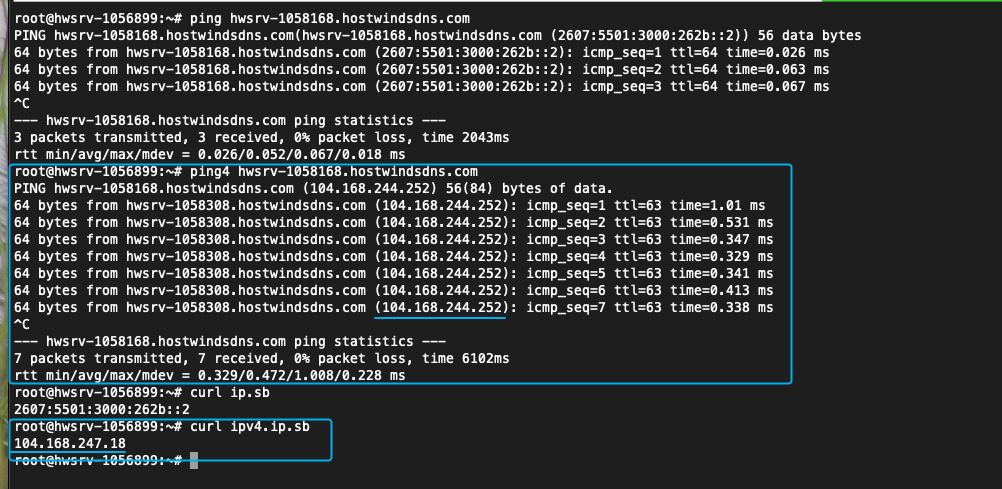 root@hwsrv-1056899:~# ping hwsrv-1058168.hostwindsdns.com
PING hwsrv-1058168.hostwindsdns.com(hwsrv-1058168.hostwindsdns.com (2607:5501:3000:262b::2)) 56 data bytes
64 bytes from hwsrv-1058168.hostwindsdns.com (2607:5501:3000:262b::2): icmp_seq=1 ttl=64 time=0.026 ms
64 bytes from hwsrv-1058168.hostwindsdns.com (2607:5501:3000:262b::2): icmp_seq=2 ttl=64 time=0.063 ms
64 bytes from hwsrv-1058168.hostwindsdns.com (2607:5501:3000:262b::2): icmp_seq=3 ttl=64 time=0.067 ms
^C
--- hwsrv-1058168.hostwindsdns.com ping statistics ---
3 packets transmitted, 3 received, 0% packet loss, time 2043ms
rtt min/avg/max/mdev = 0.026/0.052/0.067/0.018 ms
root@hwsrv-1056899:~# ping4 hwsrv-1058168.hostwindsdns.com
PING hwsrv-1058168.hostwindsdns.com (104.168.244.252) 56(84) bytes of data.
64 bytes from hwsrv-1058308.hostwindsdns.com (104.168.244.252): icmp_seq=1 ttl=63 time=1.01 ms
64 bytes from hwsrv-1058308.hostwindsdns.com (104.168.244.252): icmp_seq=2 ttl=63 time=0.531 ms
64 bytes from hwsrv-1058308.hostwindsdns.com (104.168.244.252): icmp_seq=3 ttl=63 time=0.347 ms
64 bytes from hwsrv-1058308.hostwindsdns.com (104.168.244.252): icmp_seq=4 ttl=63 time=0.329 ms
64 bytes from hwsrv-1058308.hostwindsdns.com (104.168.244.252): icmp_seq=5 ttl=63 time=0.341 ms
64 bytes from hwsrv-1058308.hostwindsdns.com (104.168.244.252): icmp_seq=6 ttl=63 time=0.413 ms
64 bytes from hwsrv-1058308.hostwindsdns.com (104.168.244.252): icmp_seq=7 ttl=63 time=0.338 ms
^C
--- hwsrv-1058168.hostwindsdns.com ping statistics ---
7 packets transmitted, 7 received, 0% packet loss, time 6102ms
rtt min/avg/max/mdev = 0.329/0.472/1.008/0.228 ms
root@hwsrv-1056899:~# curl ip.sb
2607:5501:3000:262b::2
root@hwsrv-1056899:~# curl ipv4.ip.sb
104.168.247.18
root@hwsrv-1056899:~#